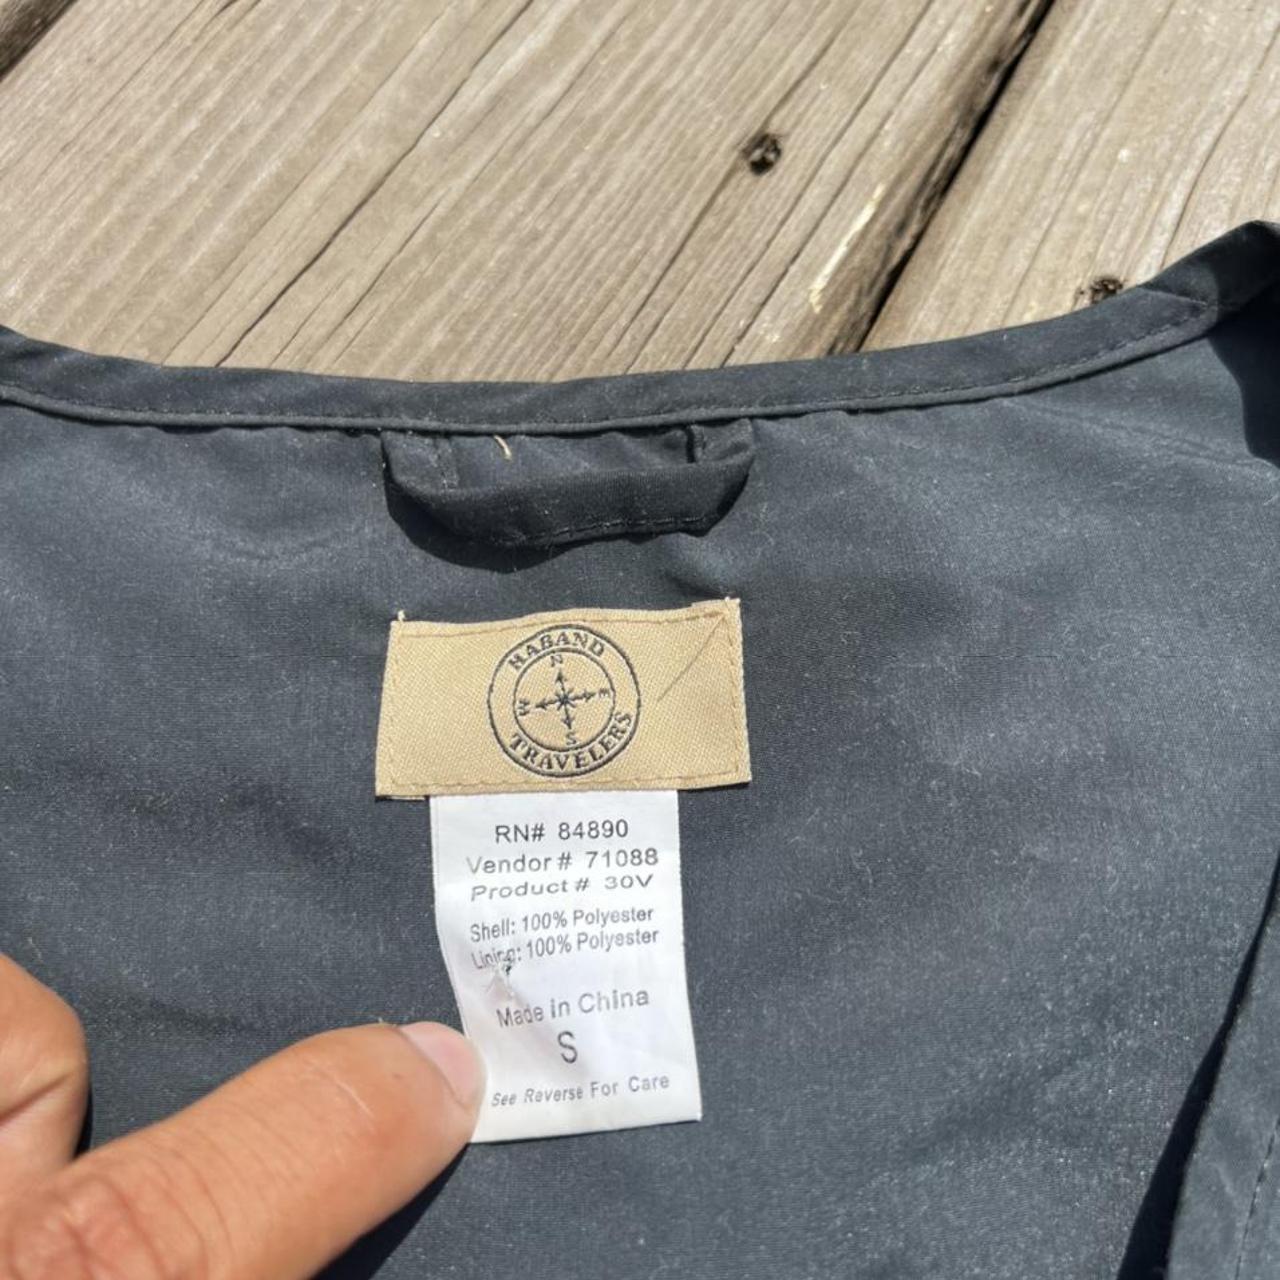 HABAND
N
W E
S
TRAVELERS
RN# 84890
Vendor# 71088
Product# 30V
Shell: 100% Polyester
Lining: 100% Polyester
Made in China
S
See Reverse For Care